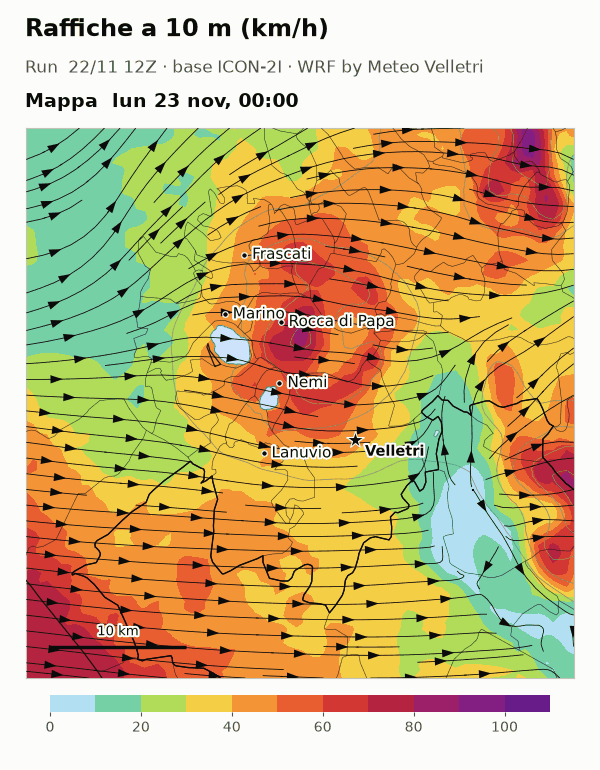 Raffiche a 10 m (km/h)
Run  22/11 12Z · base ICON-2I · WRF by Meteo Velletri
Mappa  lun 23 nov, 00:00
Frascati
Marino
Rocca di Papa
Nemi
Velletri
Lanuvio
10 km
0 20 40 60 80 100